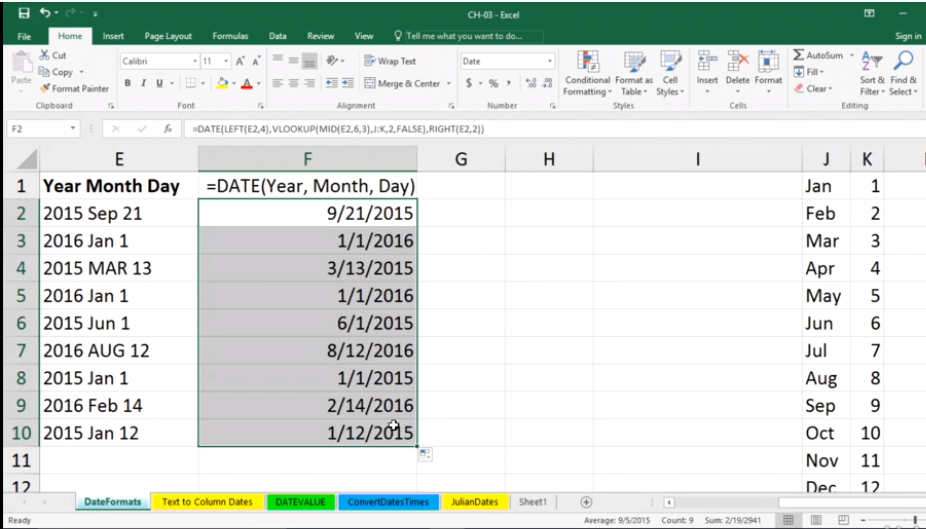 CH-03 - Excel
File Home Insert Page Layout Formulas Data Review View Tell me what you want to do... Sign in
Cut
Copy
Format Painter
Paste
Clipboard
Calibri 11
B I U
Font
Wrap Text
Merge & Center
Alignment
Date
$ % ,
Number
Conditional Formatting
Format as Table
Cell Styles
Styles
Insert Delete Format
Cells
AutoSum
Fill
Clear
Sort & Filter
Find & Select
Editing
F2 fx =DATE(LEFT(E2,4),VLOOKUP(MID(E2,6,3),J:K,2,FALSE),RIGHT(E2,2))
E F G H I J K
1 Year Month Day =DATE(Year, Month, Day) Jan 1
2 2015 Sep 21 9/21/2015 Feb 2
3 2016 Jan 1 1/1/2016 Mar 3
4 2015 MAR 13 3/13/2015 Apr 4
5 2016 Jan 1 1/1/2016 May 5
6 2015 Jun 1 6/1/2015 Jun 6
7 2016 AUG 12 8/12/2016 Jul 7
8 2015 Jan 1 1/1/2015 Aug 8
9 2016 Feb 14 2/14/2016 Sep 9
10 2015 Jan 12 1/12/2015 Oct 10
11 Nov 11
12 Dec 12
DateFormats Text to Column Dates DATEVALUE ConvertDatesTimes JulianDates Sheet1
Ready Average: 9/5/2015 Count: 9 Sum: 2/19/2941